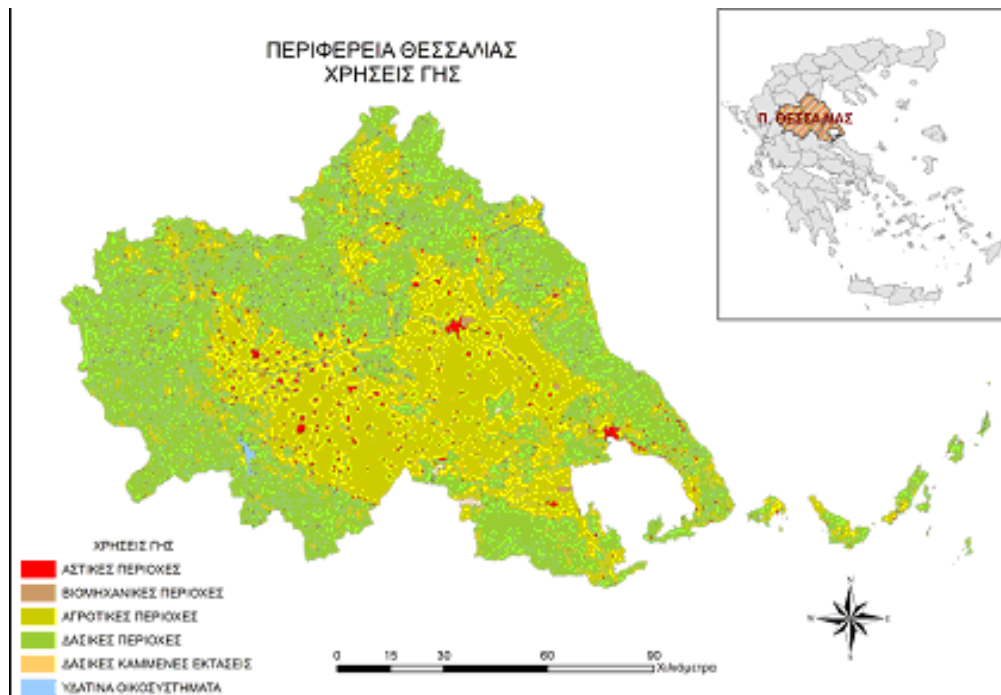 ΠΕΡΙΦΕΡΕΙΑ ΘΕΣΣΑΛΙΑΣ
ΧΡΗΣΕΙΣ ΓΗΣ
Π. ΘΕΣΣΑΛΙΑΣ
ΧΡΗΣΕΙΣ ΓΗΣ
ΑΣΤΙΚΕΣ ΠΕΡΙΟΧΕΣ
ΒΙΟΜΗΧΑΝΙΚΕΣ ΠΕΡΙΟΧΕΣ
ΑΓΡΟΤΙΚΕΣ ΠΕΡΙΟΧΕΣ
ΔΑΣΙΚΕΣ ΠΕΡΙΟΧΕΣ
ΔΑΣΙΚΕΣ ΚΑΜΜΕΝΕΣ ΕΚΤΑΣΕΙΣ
ΥΔΑΤΙΝΑ ΟΙΚΟΣΥΣΤΗΜΑΤΑ
0 15 30 60 90
Χιλιόμετρα
N
W E
S